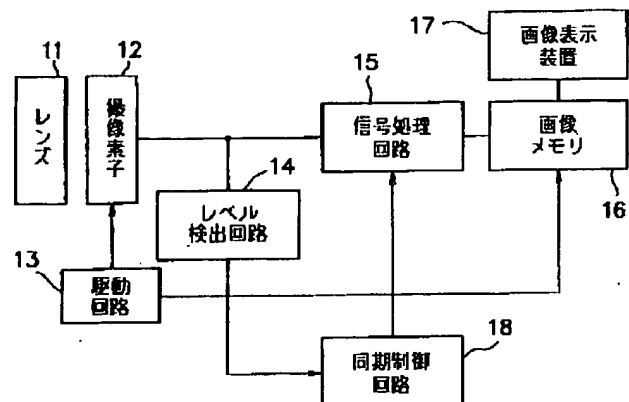 17
画像表示
装置
11
12
15
レンズ
撮像素子
信号処理
回路
画像
メモリ
14
16
レベル
検出回路
13
駆動
回路
18
同期制御
回路